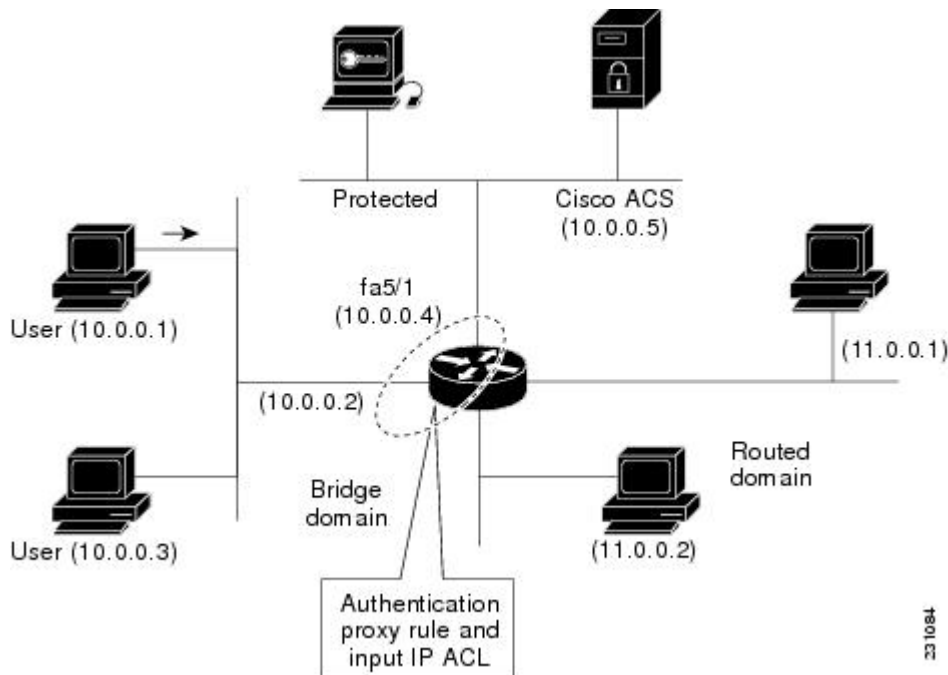 Protected
Cisco ACS
(10.0.0.5)
fa5/1
(10.0.0.4)
User (10.0.0.1)
(11.0.0.1)
(10.0.0.2)
Routed
domain
Bridge
domain
User (10.0.0.3)
(11.0.0.2)
Authentication
proxy rule and
input IP ACL
231084